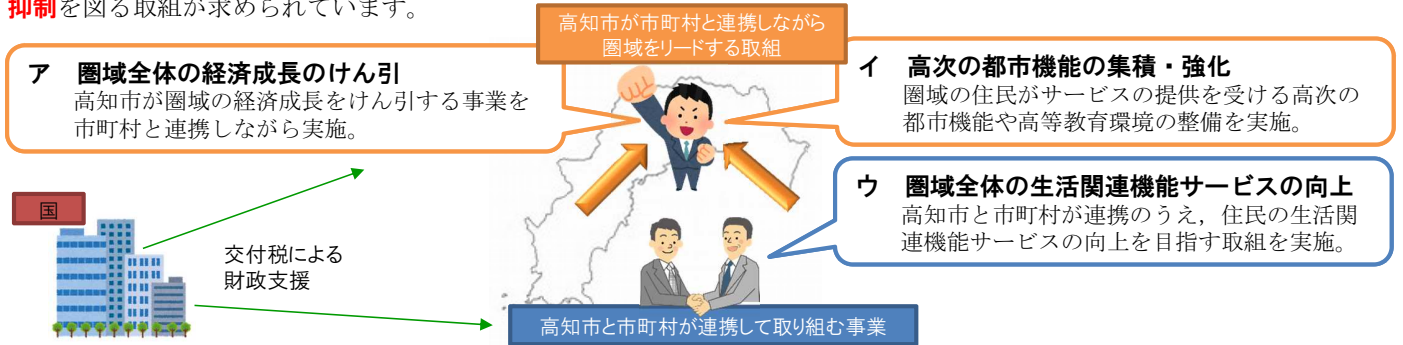 抑制を図る取組が求められています。
高知市が市町村と連携しながら
圏域をリードする取組
ア 圏域全体の経済成長のけん引
高知市が圏域の経済成長をけん引する事業を
市町村と連携しながら実施。
イ 高次の都市機能の集積・強化
圏域の住民がサービスの提供を受ける高次の
都市機能や高等教育環境の整備を実施。
ウ 圏域全体の生活関連機能サービスの向上
高知市と市町村が連携のうえ，住民の生活関
連機能サービスの向上を目指す取組を実施。
国
交付税による
財政支援
高知市と市町村が連携して取り組む事業